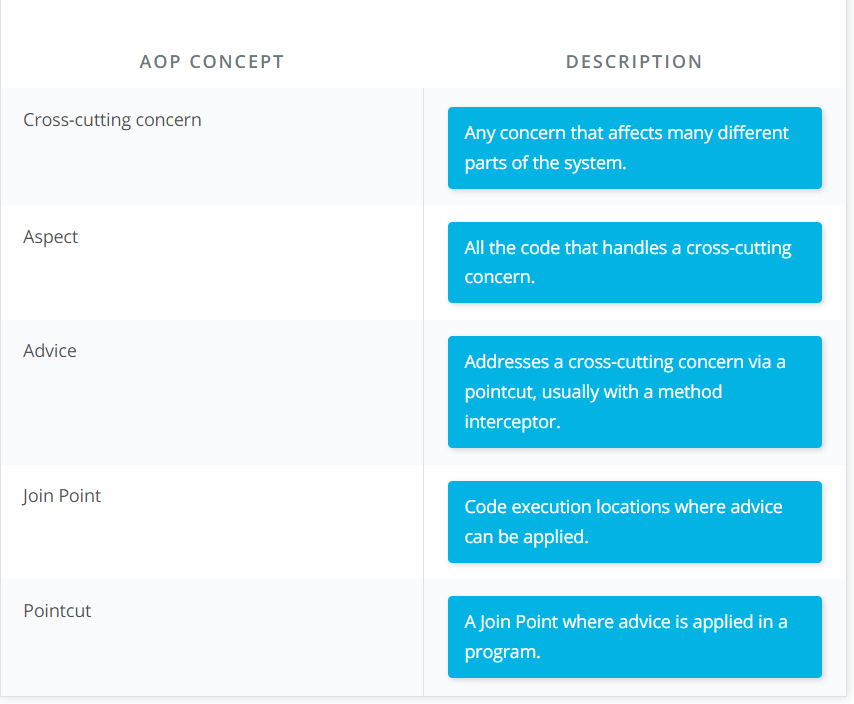 AOP CONCEPT
DESCRIPTION
Cross-cutting concern
Any concern that affects many different
parts of the system.
Aspect
All the code that handles a cross-cutting
concern.
Advice
Addresses a cross-cutting concern via a
pointcut, usually with a method
interceptor.
Join Point
Code execution locations where advice
can be applied.
Pointcut
A Join Point where advice is applied in a
program.